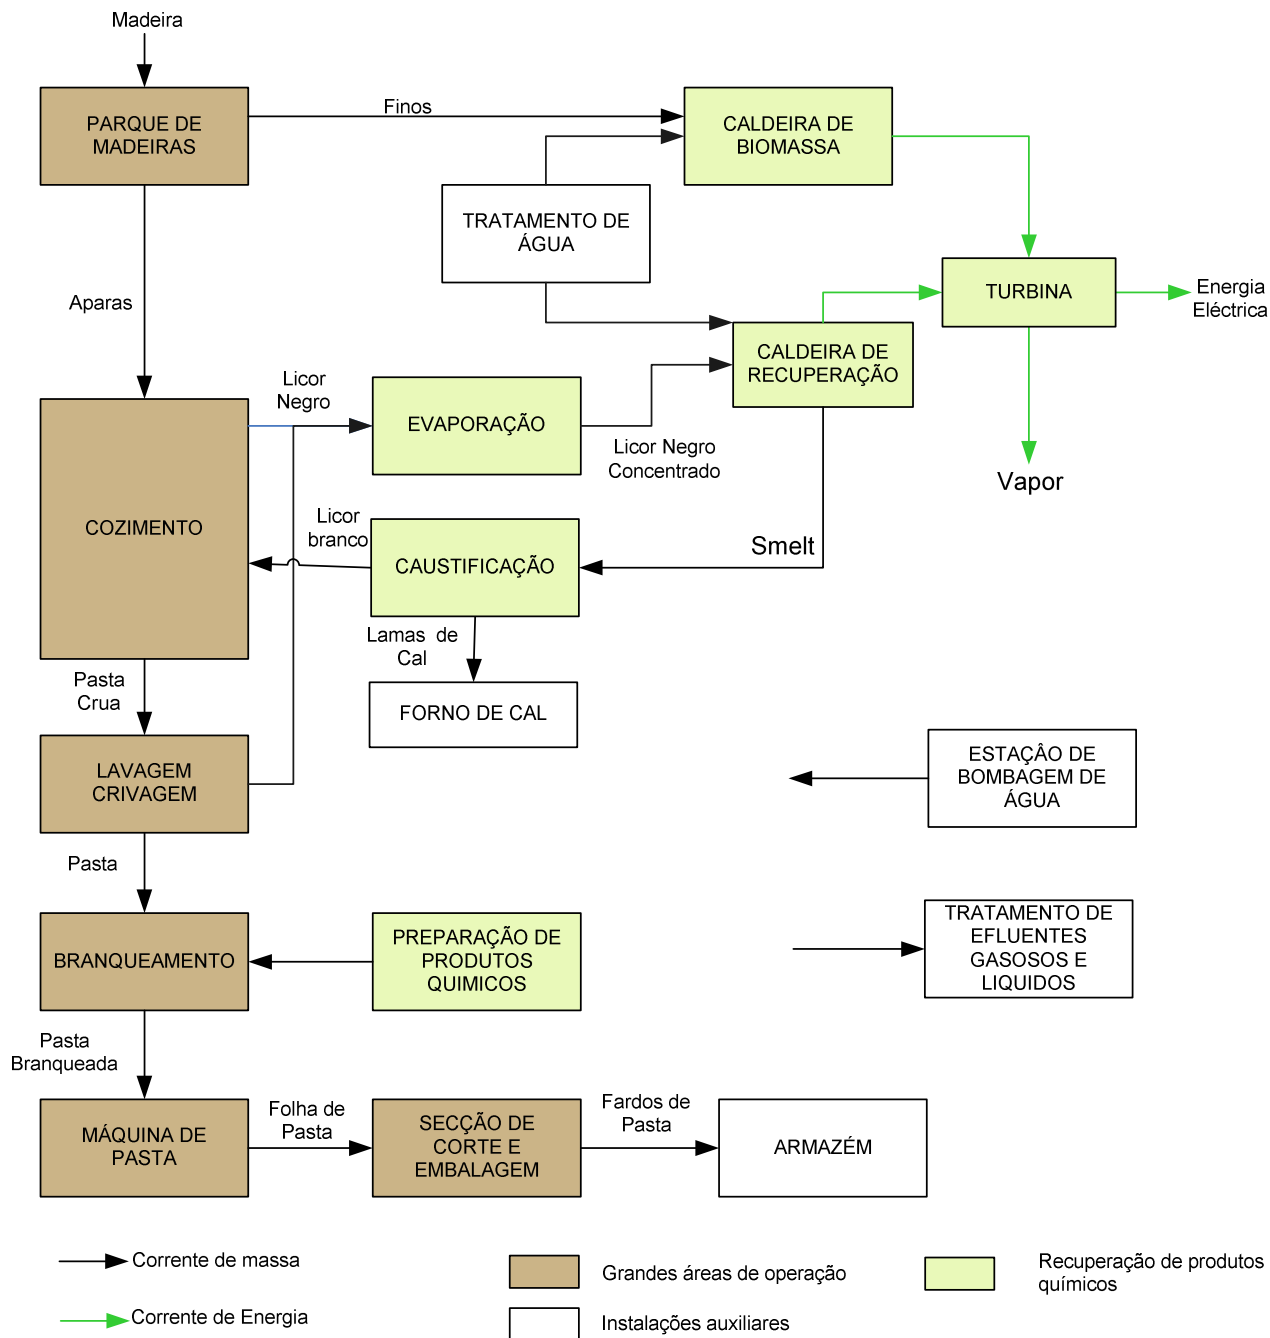 Madeira
PARQUE DE
MADEIRAS
Finos
CALDEIRA DE
BIOMASSA
TRATAMENTO DE
ÁGUA
TURBINA
Energia
Eléctrica
Aparas
CALDEIRA DE
RECUPERAÇÃO
Licor
Negro
EVAPORAÇÃO
Licor Negro
Concentrado
Vapor
COZIMENTO
Licor
branco
CAUSTIFICAÇÃO
Smelt
Lamas de
Cal
Pasta
Crua
FORNO DE CAL
LAVAGEM
CRIVAGEM
ESTAÇÂO DE
BOMBAGEM DE
ÁGUA
Pasta
BRANQUEAMENTO
PREPARAÇÃO DE
PRODUTOS
QUIMICOS
TRATAMENTO DE
EFLUENTES
GASOSOS E
LIQUIDOS
Pasta
Branqueada
MÁQUINA DE
PASTA
Folha de
Pasta
SECÇÃO DE
CORTE E
EMBALAGEM
Fardos de
Pasta
ARMAZÉM
Corrente de massa
Grandes áreas de operação
Recuperação de produtos
químicos
Corrente de Energia
Instalações auxiliares